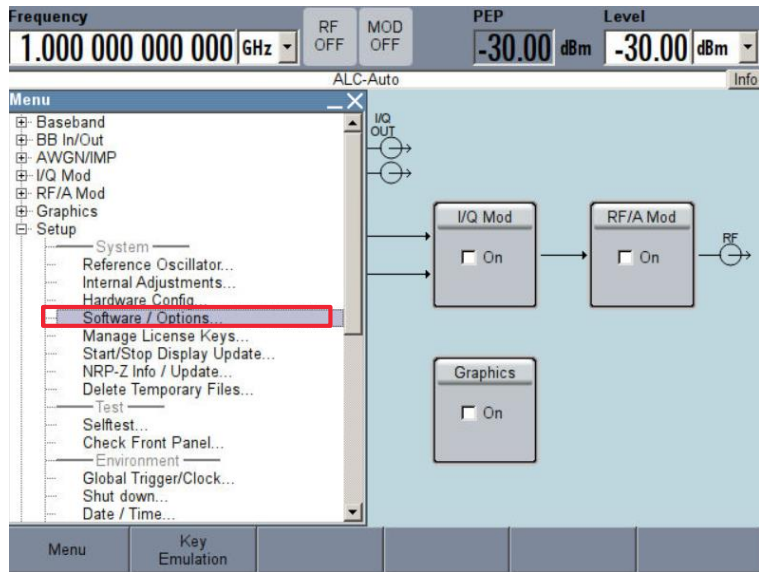 Frequency
1.000 000 000 000 GHz
RF OFF
MOD OFF
PEP
-30.00 dBm
Level
-30.00 dBm
ALC-Auto
Info
Menu
Baseband
BB In/Out
AWGN/IMP
I/Q Mod
RF/A Mod
Graphics
Setup
System
Reference Oscillator...
Internal Adjustments...
Hardware Config...
Software / Options...
Manage License Keys...
Start/Stop Display Update...
NRP-Z Info / Update...
Delete Temporary Files...
Test
Selftest...
Check Front Panel...
Environment
Global Trigger/Clock...
Shut down...
Date / Time...
I/Q
OUT
I/Q Mod
On
RF/A Mod
On
RF
Graphics
On
Menu
Key
Emulation